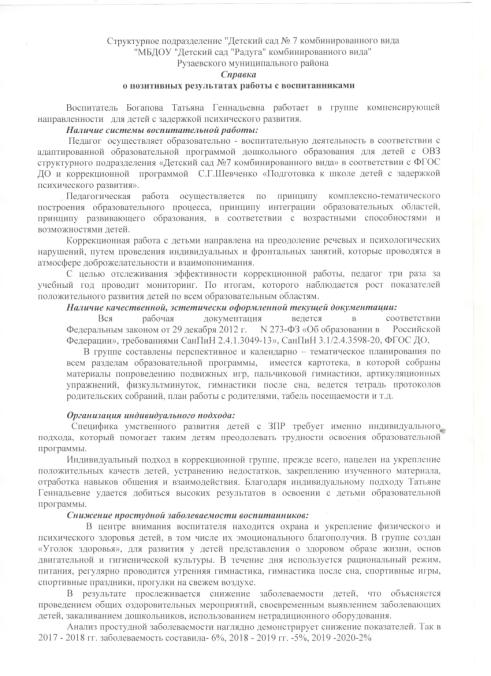 Структурное подразделение "Детский сад № 7 комбинированного вида
"МБДОУ "Детский сад "Радуга" комбинированного вида"
Рузаевского муниципального района
Справка
о позитивных результатах работы с воспитанниками
Воспитатель Богапова Татьяна Геннадьевна работает в группе компенсирующей
направленности для детей с задержкой психического развития.
Наличие системы воспитательной работы:
Педагог осуществляет образовательно - воспитательную деятельность в соответствии с
адаптированной образовательной программой дошкольного образования для детей с ОВЗ
структурного подразделения «Детский сад №7 комбинированного вида» в соответствии с ФГОС
ДО и коррекционной программой С.Г.Шевченко «Подготовка к школе детей с задержкой
психического развития».
Педагогическая работа осуществляется по принципу комплексно-тематического
построения образовательного процесса, принципу интеграции образовательных областей,
принципу развивающего образования, в соответствии с возрастными способностями и
возможностями детей.
Коррекционная работа с детьми направлена на преодоление речевых и психологических
нарушений, путем проведения индивидуальных и фронтальных занятий, которые проводятся в
атмосфере доброжелательности и взаимопонимания.
С целью отслеживания эффективности коррекционной работы, педагог три раза за
учебный год проводит мониторинг. По итогам, которого наблюдается рост показателей
положительного развития детей по всем образовательным областям.
Наличие качественной, эстетически оформленной текущей документации:
Вся рабочая документация ведется в соответствии
Федеральным законом от 29 декабря 2012 г. N 273-ФЗ «Об образовании в Российской
Федерации», требованиями СанПиН 2.4.1.3049-13», СанПиН 3.1/2.4.3598-20, ФГОС ДО,
В группе составлены перспективное и календарно – тематическое планирования по
всем разделам образовательной программы, имеется картотека, в которой собраны
материалы попроведению подвижных игр, пальчиковой гимнастики, артикуляционных
упражнений, физкультминуток, гимнастики после сна, ведется тетрадь протоколов
родительских собраний, план работы с родителями, табель посещаемости и т.д.
Организация индивидуального подхода:
Специфика умственного развития детей с ЗПР требует именно индивидуального
подхода, который помогает таким детям преодолевать трудности освоения образовательной
программы.
Индивидуальный подход в коррекционной группе, прежде всего, нацелен на укрепление
положительных качеств детей, устранению недостатков, закреплению изученного материала,
отработка навыков общения и взаимодействия. Благодаря индивидуальному подходу Татьяне
Геннадьевне удается добиться высоких результатов в освоении с детьми образовательной
программы.
Снижение простудной заболеваемости воспитанников:
В центре внимания воспитателя находится охрана и укрепление физического и
психического здоровья детей, в том числе их эмоционального благополучия. В группе создан
«Уголок здоровья», для развития у детей представления о здоровом образе жизни, основ
двигательной и гигиенической культуры. В течение дня используется рациональный режим,
питания, регулярно проводится утренняя гимнастика, гимнастика после сна, спортивные игры,
спортивные праздники, прогулки на свежем воздухе.
В результате прослеживается снижение заболеваемости детей, что объясняется
проведением общих оздоровительных мероприятий, своевременным выявлением заболевающих
детей, закаливанием дошкольников, использованием нетрадиционного оборудования.
Анализ простудной заболеваемости наглядно демонстрирует снижение показателей. Так в
2017 - 2018 гг. заболеваемость составила- 6%, 2018 - 2019 гг. -5%, 2019 -2020-2%